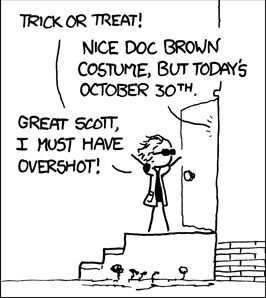 TRICK OR TREAT!
NICE DOC BROWN
COSTUME, BUT TODAY'S
OCTOBER 30TH.
GREAT SCOTT,
I MUST HAVE
OVERSHOT!